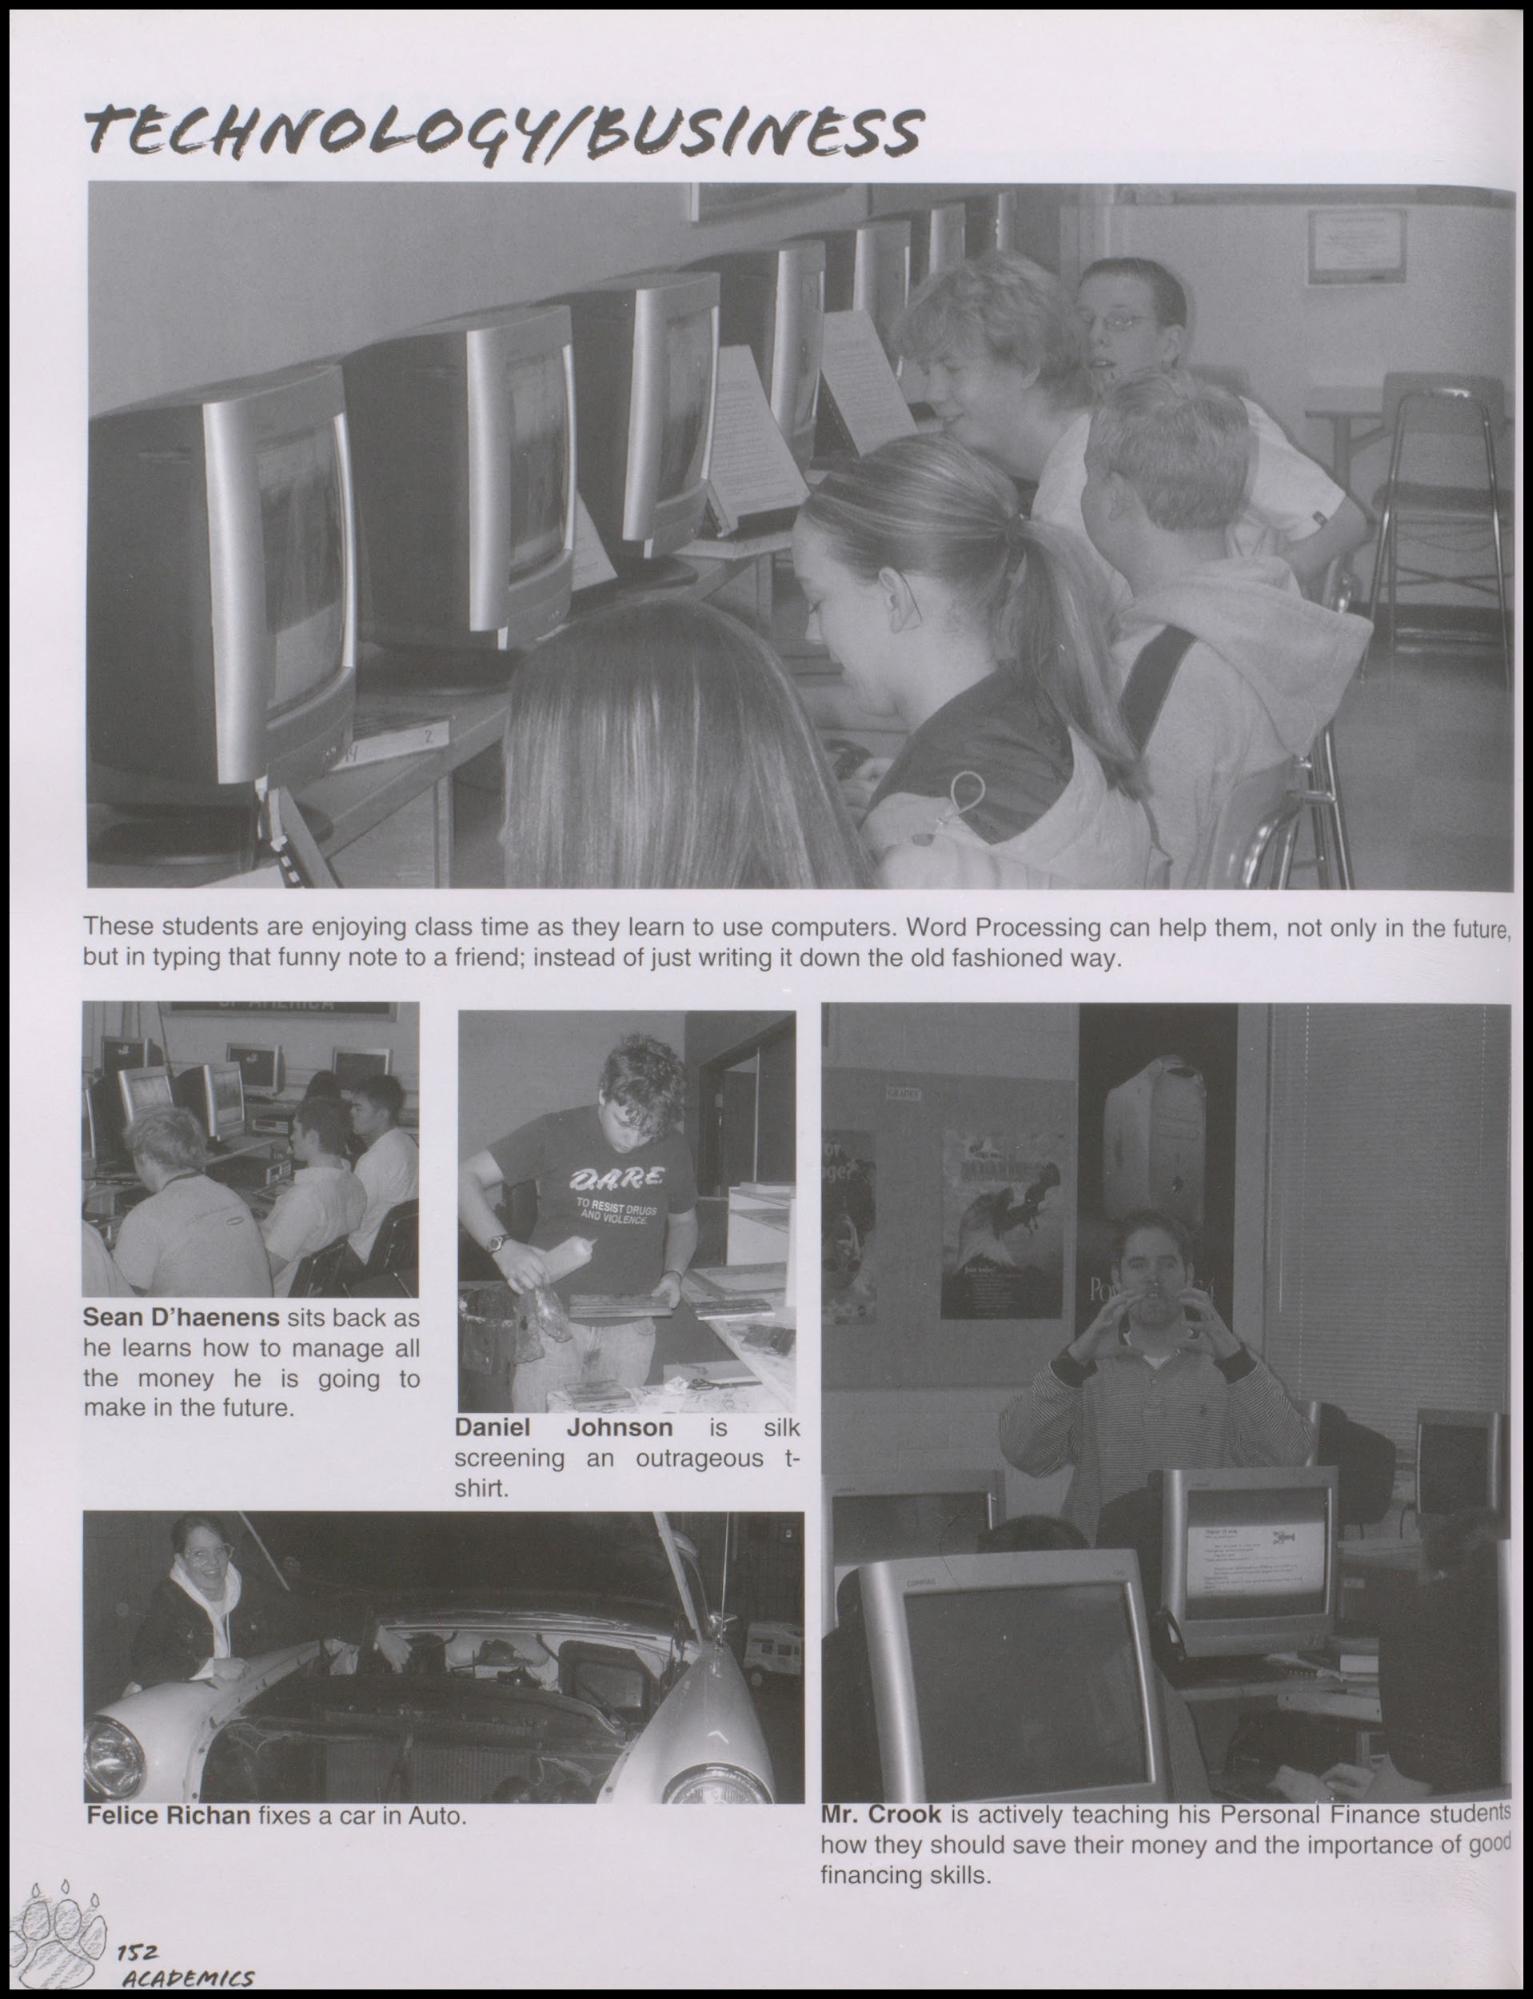 TECHNOLOGY/BUSINESS
2
These students are enjoying class time as they learn to use computers. Word Processing can help them, not only in the future,
but in typing that funny note to a friend; instead of just writing it down the old fashioned way.
OF AMERICA
Sean D'haenens sits back as
he learns how to manage all
the money he is going to
make in the future.
D.A.R.E.
TO RESIST DRUGS
AND VIOLENCE.
Daniel Johnson is silk
screening an outrageous t-
shirt.
GRADES
COMPAQ
Felice Richan fixes a car in Auto.
Mr. Crook is actively teaching his Personal Finance students
how they should save their money and the importance of good
financing skills.
152
ACADEMICS